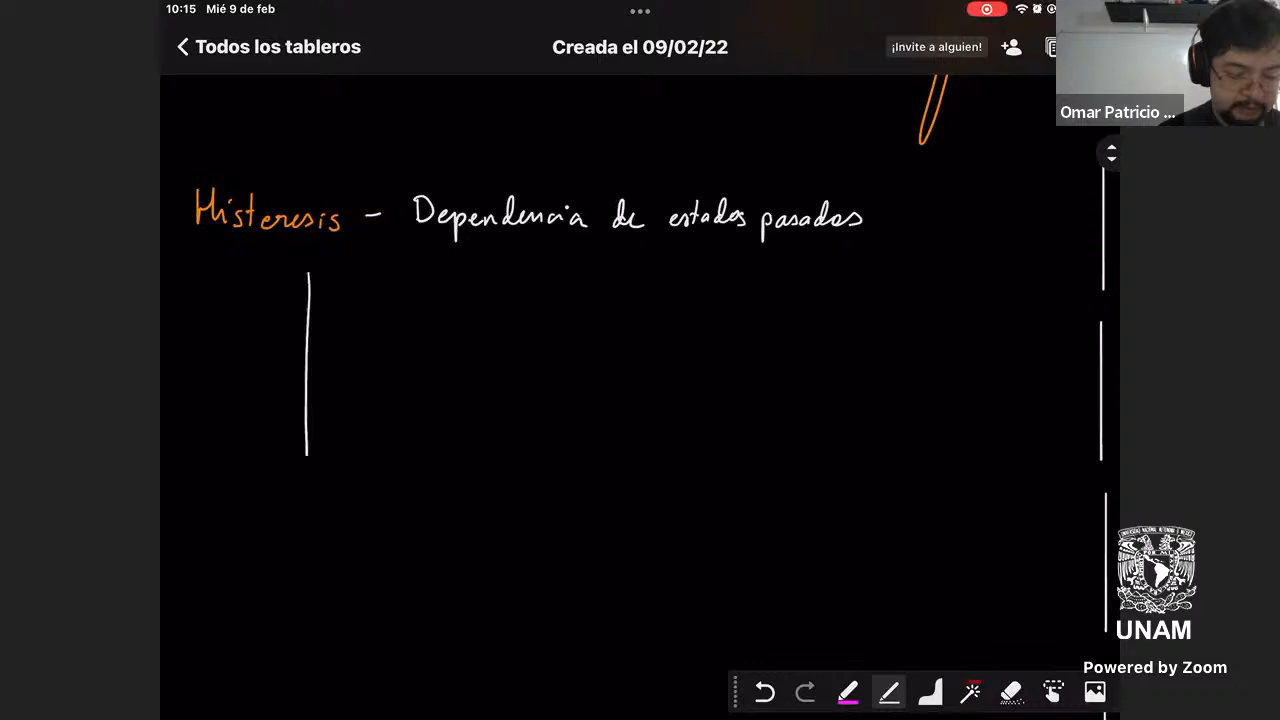 10:15 Mié 9 de feb
Todos los tableros
Creada el 09/02/22
¡Invite a alguien!
Omar Patricio ...
Histeresis - Dependencia de estados pasados
UNAM
Powered by Zoom